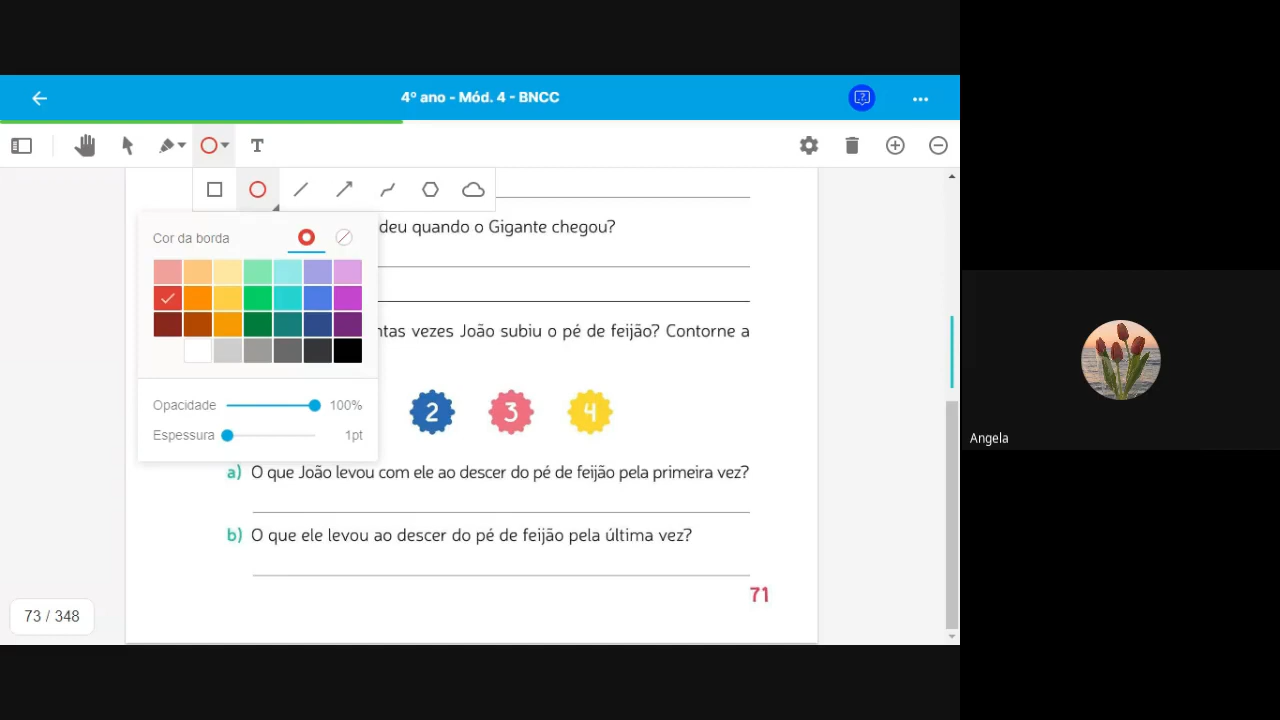 4º ano - Mód. 4 - BNCC
T
deu quando o Gigante chegou?
Cor da borda
ntas vezes João subiu o pé de feijão? Contorne a
Opacidade 100%
Espessura 1pt
2 3 4
a) O que João levou com ele ao descer do pé de feijão pela primeira vez?
b) O que ele levou ao descer do pé de feijão pela última vez?
71
73 / 348
Angela